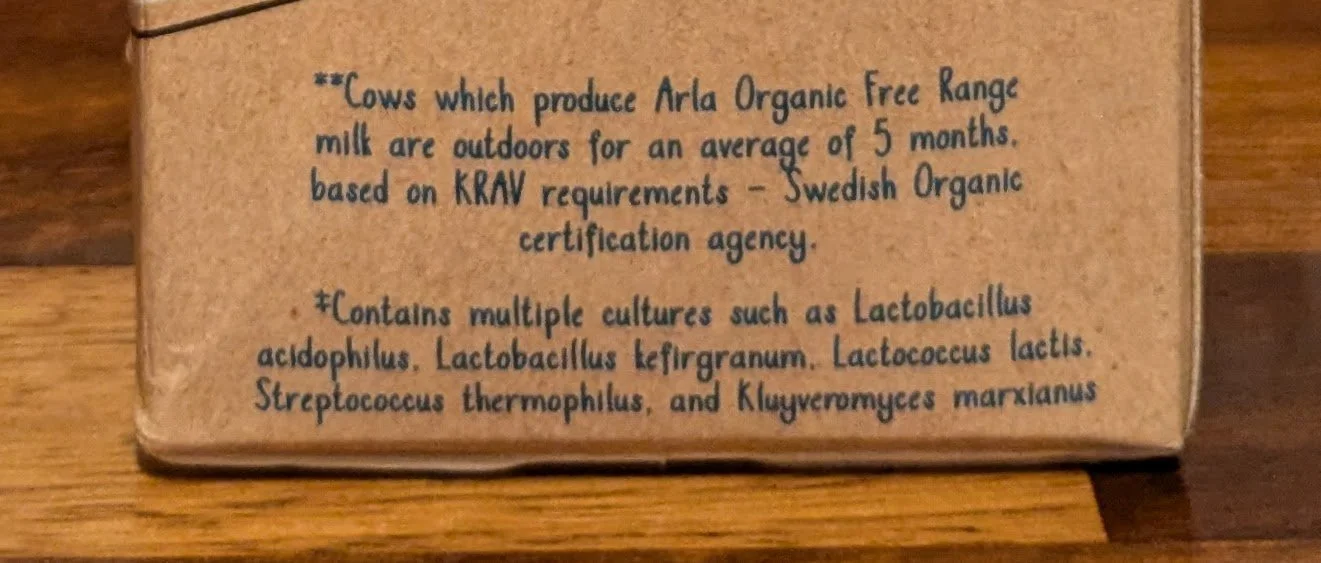 **Cows which produce Arla Organic Free Range
milk are outdoors for an average of 5 months,
based on KRAV requirements - Swedish Organic
certification agency.
‡Contains multiple cultures such as Lactobacillus
acidophilus, Lactobacillus kefirgranum, Lactococcus lactis,
Streptococcus thermophilus, and Kluyveromyces marxianus